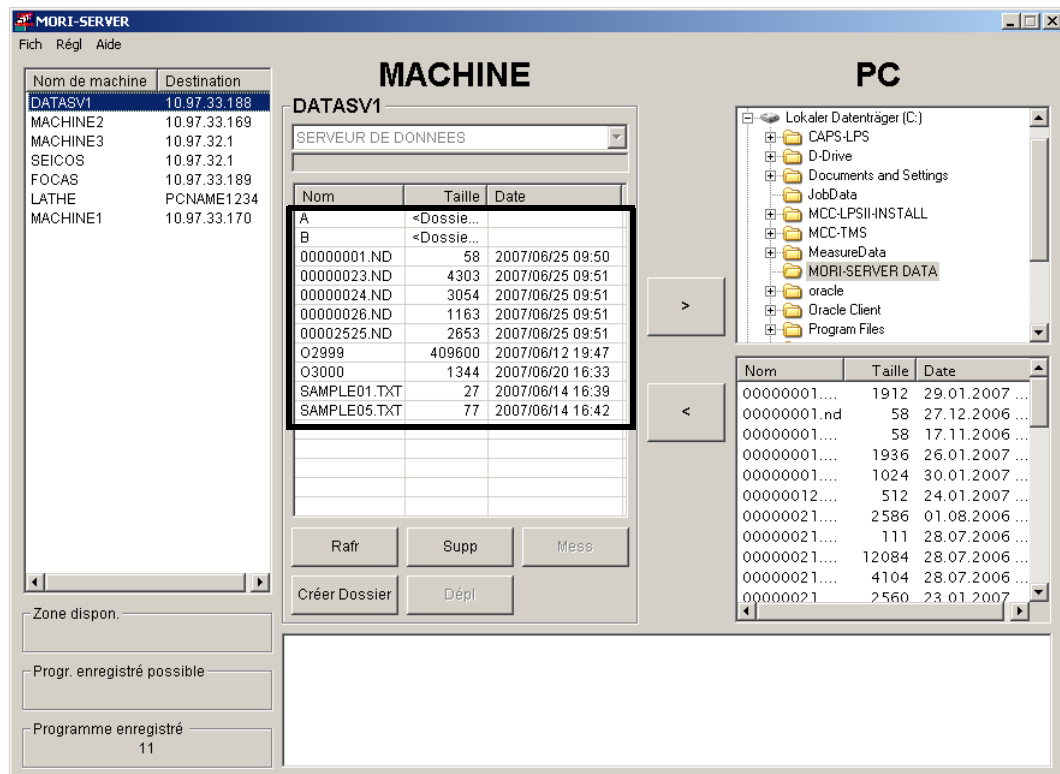 MORI-SERVER
Fich Régl Aide
Nom de machine Destination
DATASV1 10.97.33.188
MACHINE2 10.97.33.169
MACHINE3 10.97.32.1
SEICOS 10.97.32.1
FOCAS 10.97.33.189
LATHE PCNAME1234
MACHINE1 10.97.33.170
Zone dispon.
Progr. enregistré possible
Programme enregistré
11
MACHINE
DATASV1
SERVEUR DE DONNEES
Nom Taille Date
A <Dossie...
B <Dossie...
00000001.ND 58 2007/06/25 09:50
00000023.ND 4303 2007/06/25 09:51
00000024.ND 3054 2007/06/25 09:51
00000026.ND 1163 2007/06/25 09:51
00002525.ND 2653 2007/06/25 09:51
O2999 409600 2007/06/12 19:47
O3000 1344 2007/06/20 16:33
SAMPLE01.TXT 27 2007/06/14 16:39
SAMPLE05.TXT 77 2007/06/14 16:42
Rafr Supp Mess
Créer Dossier Dépl
>
<
PC
Lokaler Datenträger (C:)
CAPS-LPS
D-Drive
Documents and Settings
JobData
MCC-LPSII-INSTALL
MCC-TMS
MeasureData
MORI-SERVER DATA
oracle
Oracle Client
Program Files
Nom Taille Date
00000001.... 1912 29.01.2007 ...
00000001.nd 58 27.12.2006 ...
00000001.... 58 17.11.2006 ...
00000001.... 1936 26.01.2007 ...
00000001.... 1024 30.01.2007 ...
00000012.... 512 24.01.2007 ...
00000021.... 2586 01.08.2006 ...
00000021.... 111 28.07.2006 ...
00000021.... 12084 28.07.2006 ...
00000021.... 4104 28.07.2006 ...
00000021 2560 23.01.2007